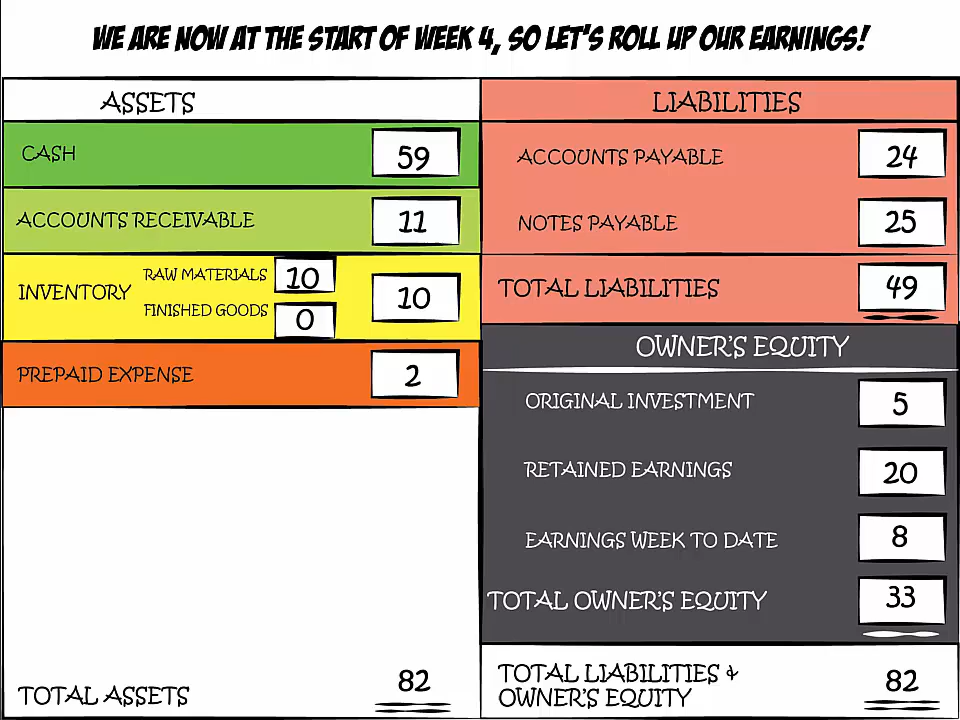 WE ARE NOW AT THE START OF WEEK 4, SO LET'S ROLL UP OUR EARNINGS!
ASSETS
CASH 59
ACCOUNTS RECEIVABLE 11
INVENTORY RAW MATERIALS 10 10
FINISHED GOODS 0
PREPAID EXPENSE 2
TOTAL ASSETS 82
LIABILITIES
ACCOUNTS PAYABLE 24
NOTES PAYABLE 25
TOTAL LIABILITIES 49
OWNER'S EQUITY
ORIGINAL INVESTMENT 5
RETAINED EARNINGS 20
EARNINGS WEEK TO DATE 8
TOTAL OWNER'S EQUITY 33
TOTAL LIABILITIES &
OWNER'S EQUITY 82